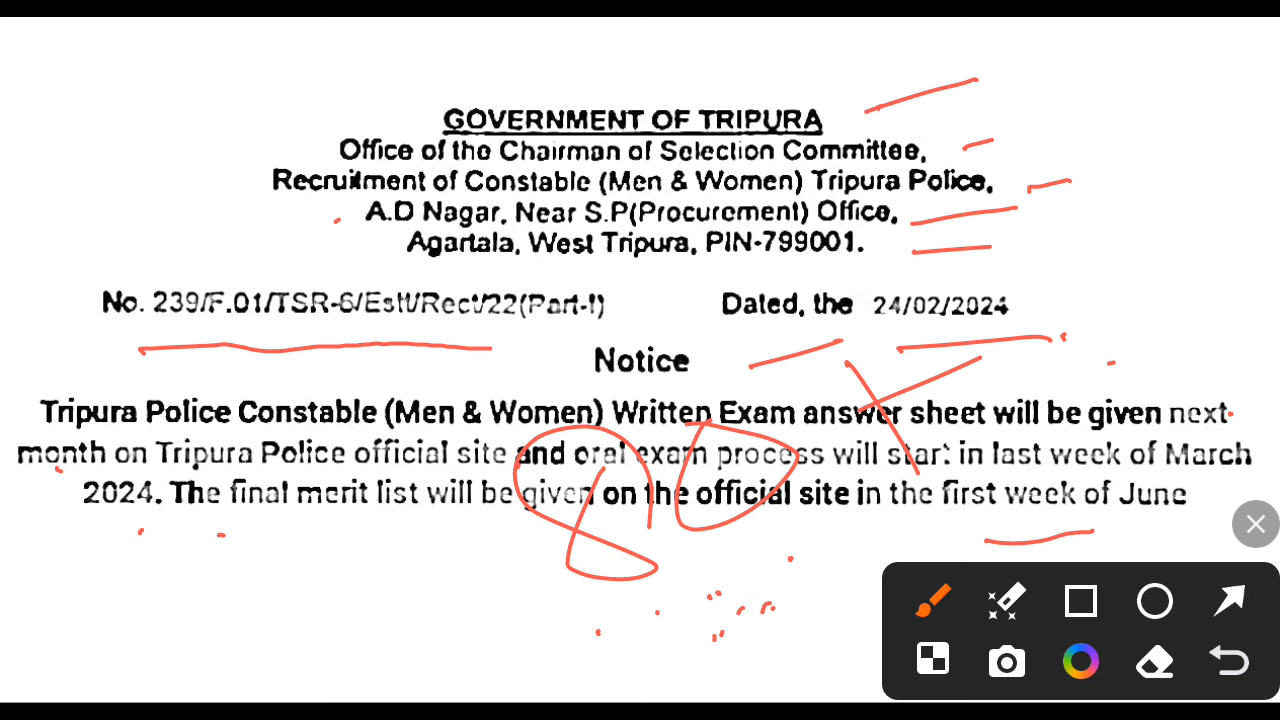 GOVERNMENT OF TRIPURA
Office of the Chairman of Selection Committee,
Recruitment of Constable (Men & Women) Tripura Police,
A.D Nagar, Near S.P(Procurement) Office,
Agartala, West Tripura, PIN-799001.
No. 239/F.01/TSR-6/Estt/Rect/22(Part-I) Dated, the 24/02/2024
Notice
Tripura Police Constable (Men & Women) Written Exam answer sheet will be given next
month on Tripura Police official site and oral exam process will start in last week of March
2024. The final merit list will be given on the official site in the first week of June
80